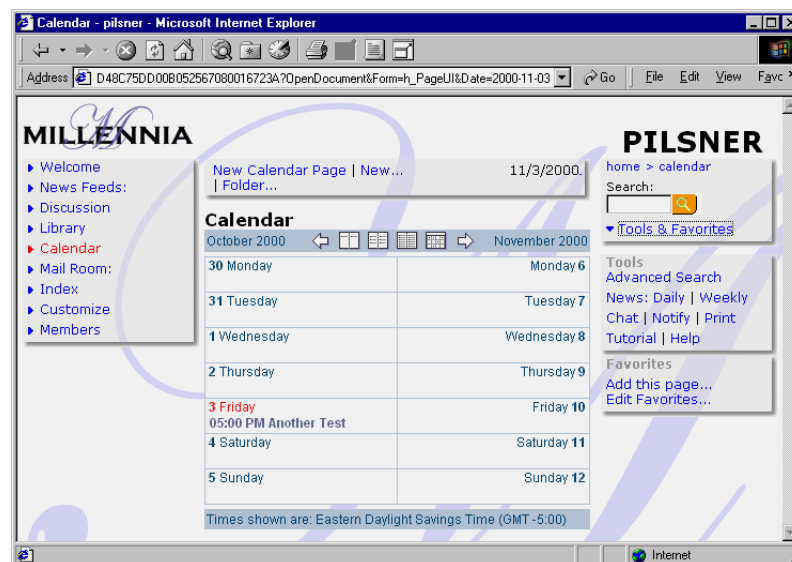 Calendar - pilsner - Microsoft Internet Explorer
Address D48C75DD00B052567080016723A?OpenDocument&Form=h_PageUI&Date=2000-11-03 Go File Edit View Favc
MILLENNIA
Welcome
News Feeds:
Discussion
Library
Calendar
Mail Room:
Index
Customize
Members
New Calendar Page | New... 11/3/2000.
| Folder...
Calendar
October 2000 November 2000
30 Monday Monday 6
31 Tuesday Tuesday 7
1 Wednesday Wednesday 8
2 Thursday Thursday 9
3 Friday Friday 10
05:00 PM Another Test
4 Saturday Saturday 11
5 Sunday Sunday 12
Times shown are: Eastern Daylight Savings Time (GMT -5:00)
PILSNER
home > calendar
Search:
Tools & Favorites
Tools
Advanced Search
News: Daily | Weekly
Chat | Notify | Print
Tutorial | Help
Favorites
Add this page...
Edit Favorites...
Internet